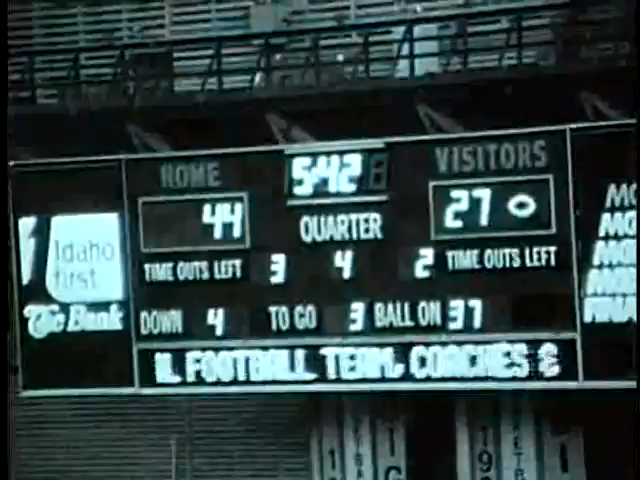 HOME 5:42 VISITORS
44 QUARTER 27
TIME OUTS LEFT 3 4 2 TIME OUTS LEFT
DOWN 4 TO GO 3 BALL ON 37
L FOOTBALL TEAM, COACHES &
Idaho
first
The Bank